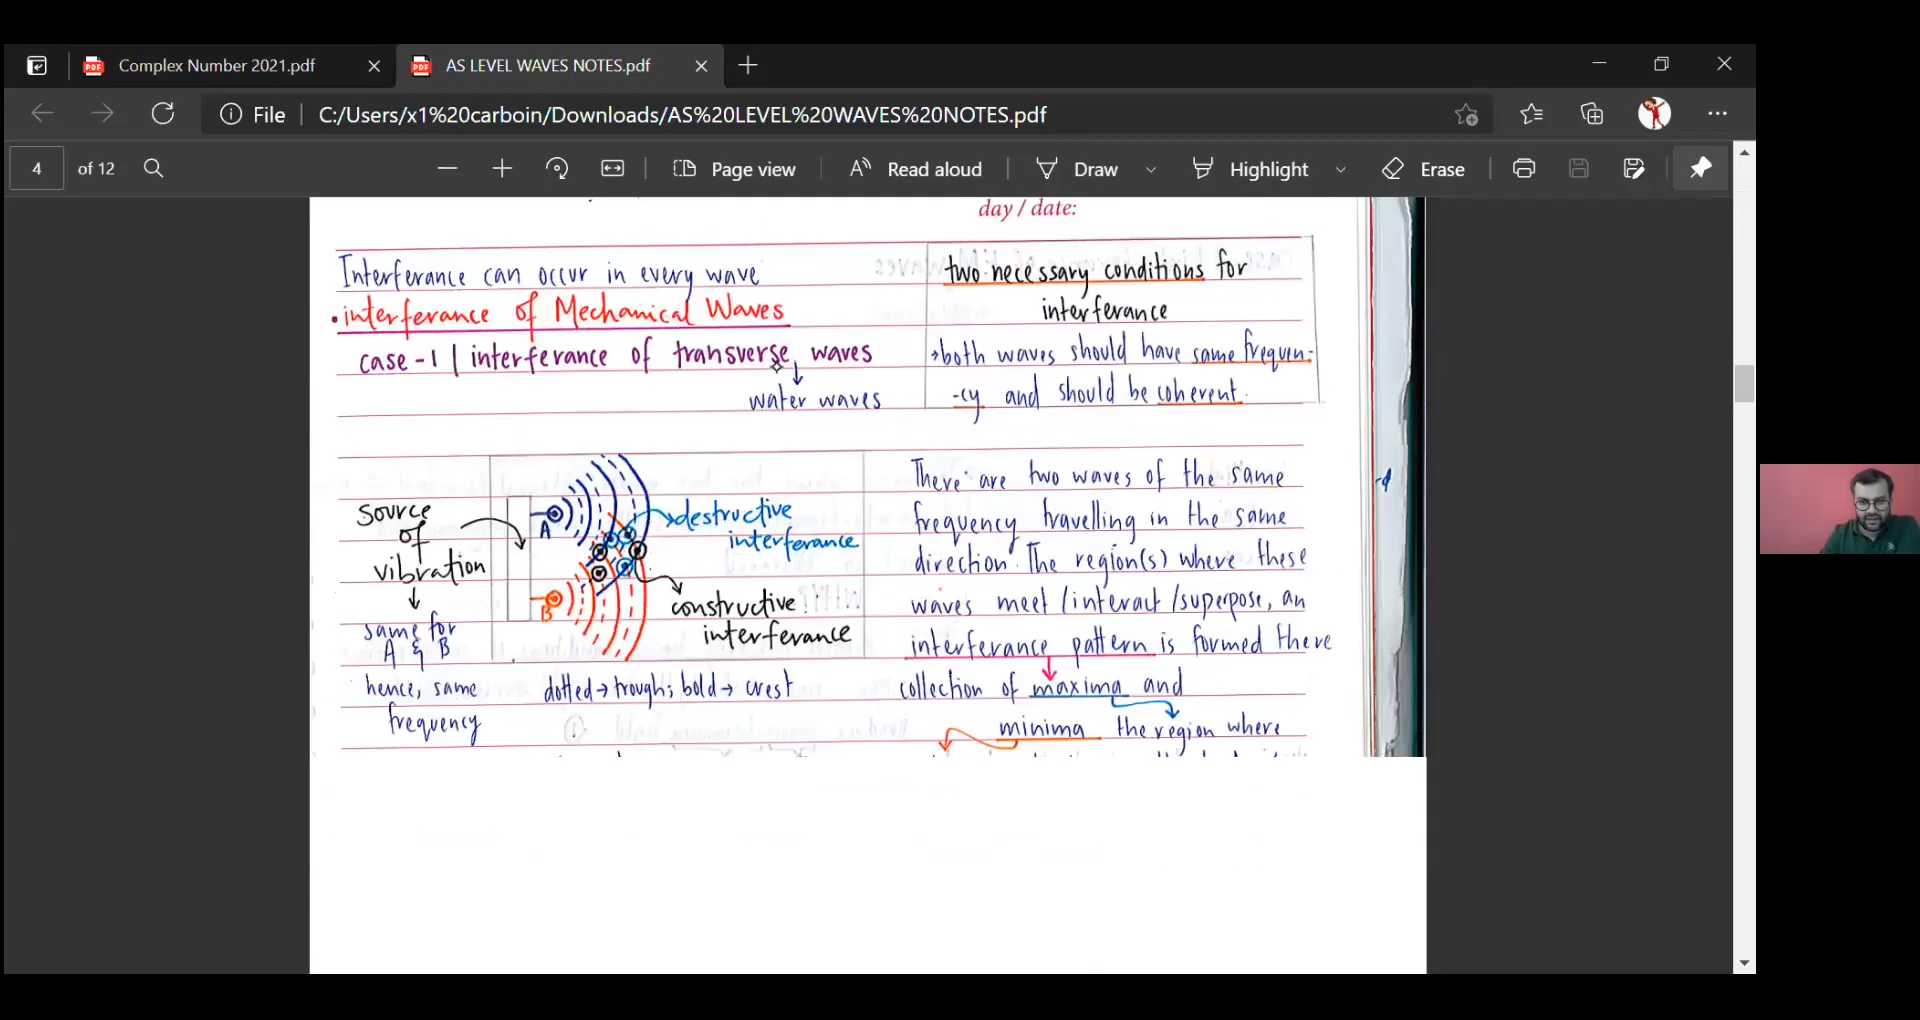 Complex Number 2021.pdf
AS LEVEL WAVES NOTES.pdf
File
C:/Users/x1%20carboin/Downloads/AS%20LEVEL%20WAVES%20NOTES.pdf
4 of 12
Page view
Read aloud
Draw
Highlight
Erase
day / date:
Interferance can occur in every wave
• interferance of Mechanical Waves
case-1 | interferance of transverse waves
↓
water waves
two necessary conditions for
interferance
→ both waves should have same frequen-
-cy and should be coherent.
source
of
vibration
↓
same for
A & B
hence, same
frequency
A
B
destructive
interferance
constructive
interferance
dotted → trough; bold → crest
There are two waves of the same
frequency travelling in the same
direction. The region(s) where these
waves meet / interact / superpose, an
interferance pattern is formed there
collection of maxima and
minima the region where